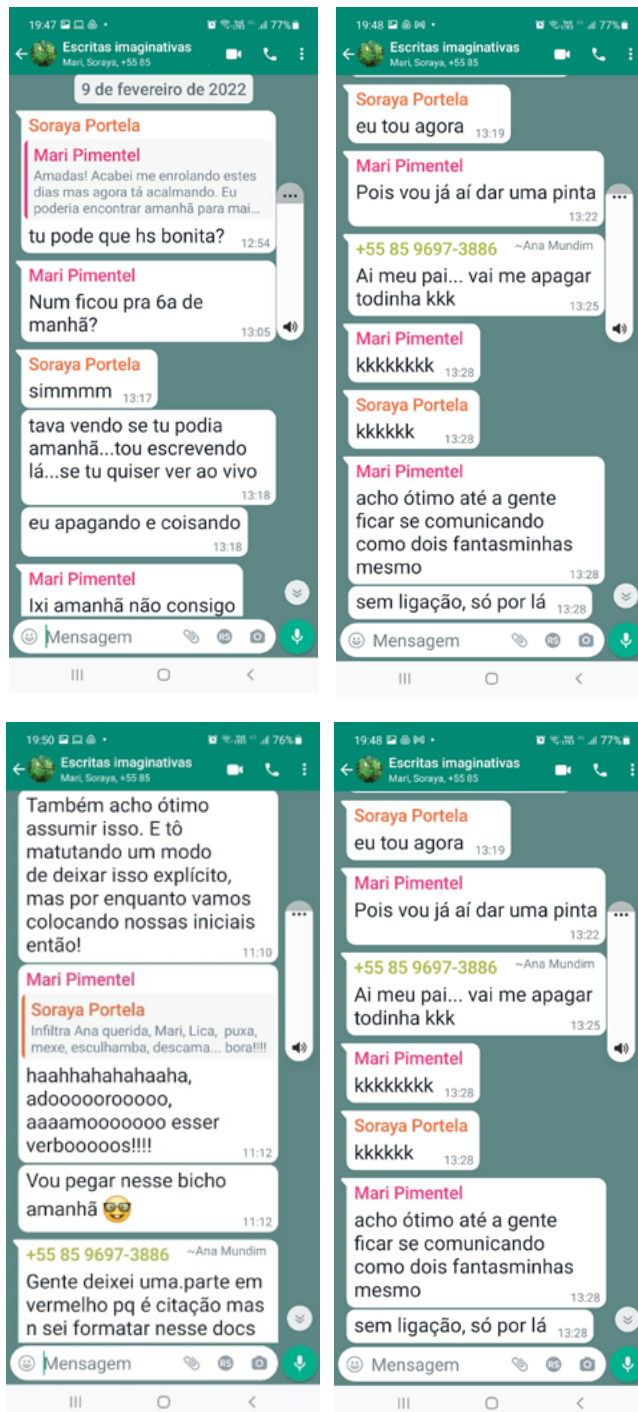 19:47
77%
Escritas imaginativas
Mari, Soraya, +55 85
9 de fevereiro de 2022
Soraya Portela
Mari Pimentel
Amadas! Acabei me enrolando estes
dias mas agora tá acalmando. Eu
poderia encontrar amanhã para mai...
tu pode que hs bonita? 12:54
Mari Pimentel
Num ficou pra 6a de
manhã? 13:05
Soraya Portela
simmmm 13:17
tava vendo se tu podia
amanhã...tou escrevendo
lá...se tu quiser ver ao vivo
13:18
eu apagando e coisando
13:18
Mari Pimentel
Ixi amanhã não consigo
Mensagem
19:48
77%
Escritas imaginativas
Mari, Soraya, +55 85
Soraya Portela
eu tou agora 13:19
Mari Pimentel
Pois vou já aí dar uma pinta
13:22
+55 85 9697-3886 ~Ana Mundim
Ai meu pai... vai me apagar
todinha kkk 13:25
Mari Pimentel
kkkkkkkk 13:28
Soraya Portela
kkkkkk 13:28
Mari Pimentel
acho ótimo até a gente
ficar se comunicando
como dois fantasminhas
mesmo 13:28
sem ligação, só por lá 13:28
Mensagem
19:50
76%
Escritas imaginativas
Mari, Soraya, +55 85
Também acho ótimo
assumir isso. E tô
matutando um modo
de deixar isso explícito,
mas por enquanto vamos
colocando nossas iniciais
então! 11:10
Mari Pimentel
Soraya Portela
Infiltra Ana querida, Mari, Lica, puxa,
mexe, esculhamba, descama... bora!!!!
haahhahahahaaha,
adooooorooooo,
aaaamooooooo esser
verbooooos!!!! 11:12
Vou pegar nesse bicho
amanhã 🤓 11:12
+55 85 9697-3886 ~Ana Mundim
Gente deixei uma.parte em
vermelho pq é citação mas
n sei formatar nesse docs
Mensagem
19:48
77%
Escritas imaginativas
Mari, Soraya, +55 85
Soraya Portela
eu tou agora 13:19
Mari Pimentel
Pois vou já aí dar uma pinta
13:22
+55 85 9697-3886 ~Ana Mundim
Ai meu pai... vai me apagar
todinha kkk 13:25
Mari Pimentel
kkkkkkkk 13:28
Soraya Portela
kkkkkk 13:28
Mari Pimentel
acho ótimo até a gente
ficar se comunicando
como dois fantasminhas
mesmo 13:28
sem ligação, só por lá 13:28
Mensagem